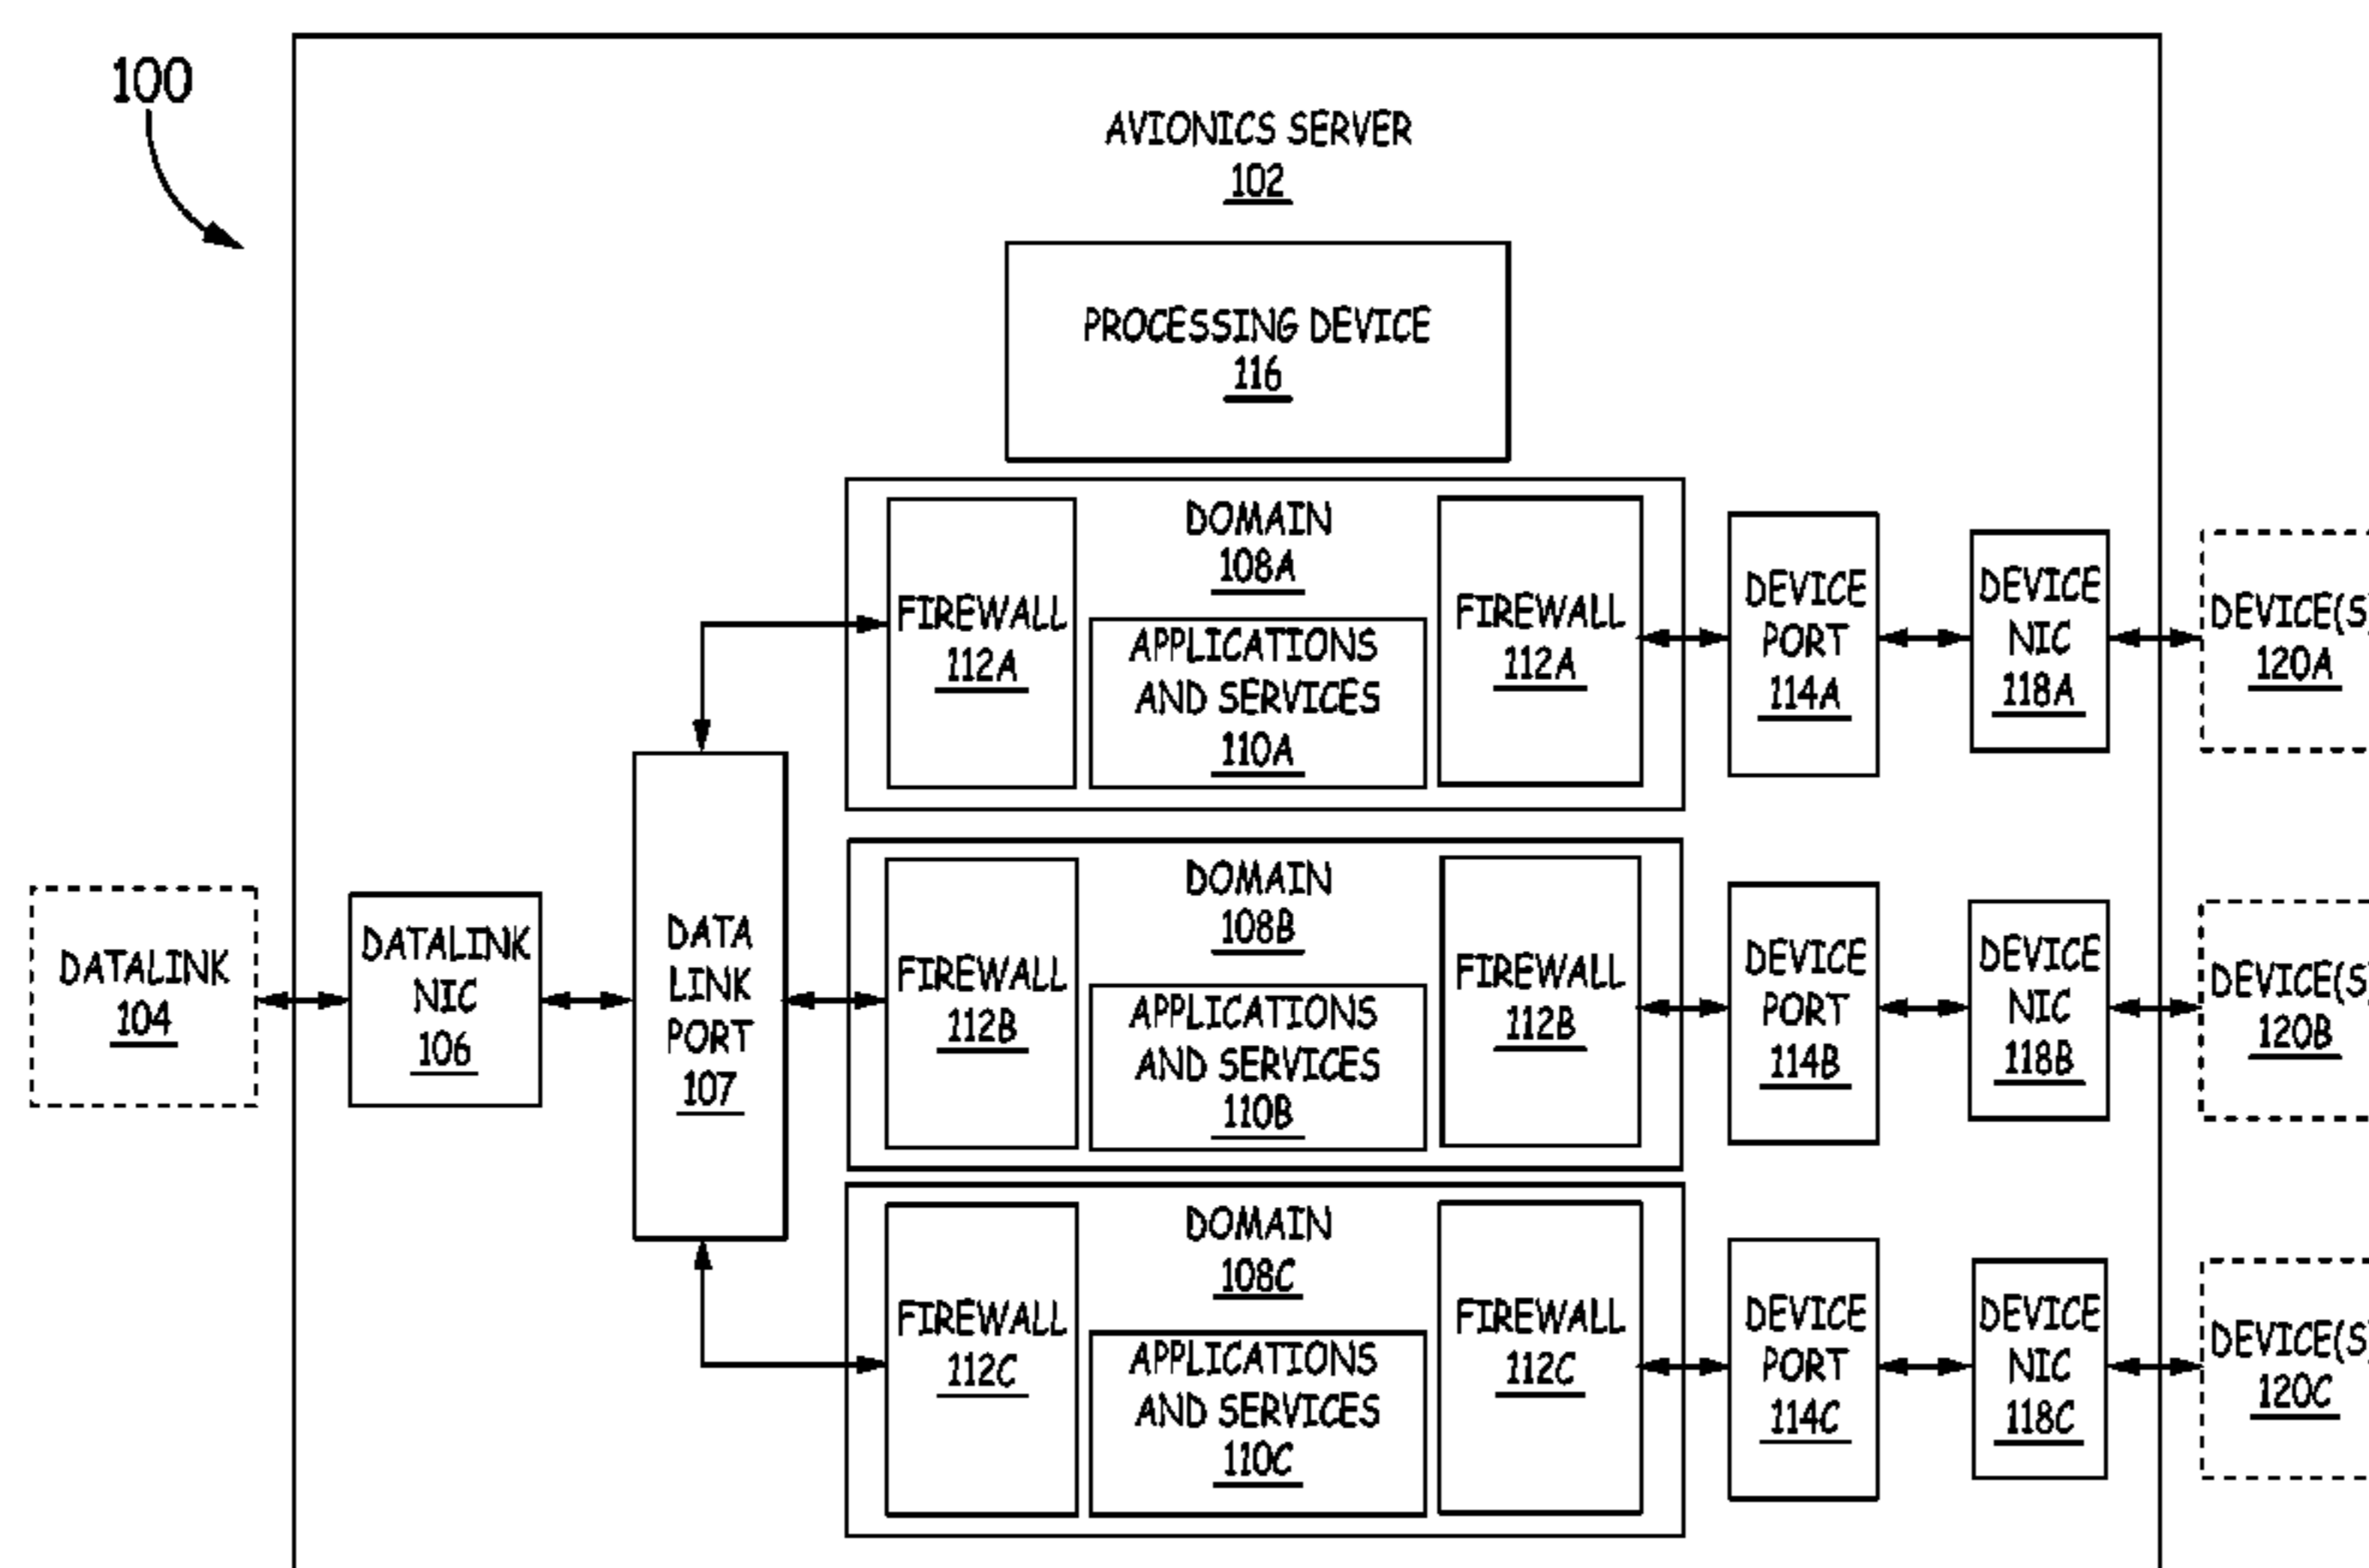 100
AVIONICS SERVER
102
PROCESSING DEVICE
116
DOMAIN
108A
FIREWALL
112A
APPLICATIONS
AND SERVICES
110A
FIREWALL
112A
DEVICE
PORT
114A
DEVICE
NIC
118A
DEVICE(S
120A
DATALINK
104
DATALINK
NIC
106
DATA
LINK
PORT
107
DOMAIN
108B
FIREWALL
112B
APPLICATIONS
AND SERVICES
110B
FIREWALL
112B
DEVICE
PORT
114B
DEVICE
NIC
118B
DEVICE(S
120B
DOMAIN
108C
FIREWALL
112C
APPLICATIONS
AND SERVICES
110C
FIREWALL
112C
DEVICE
PORT
114C
DEVICE
NIC
118C
DEVICE(S
120C